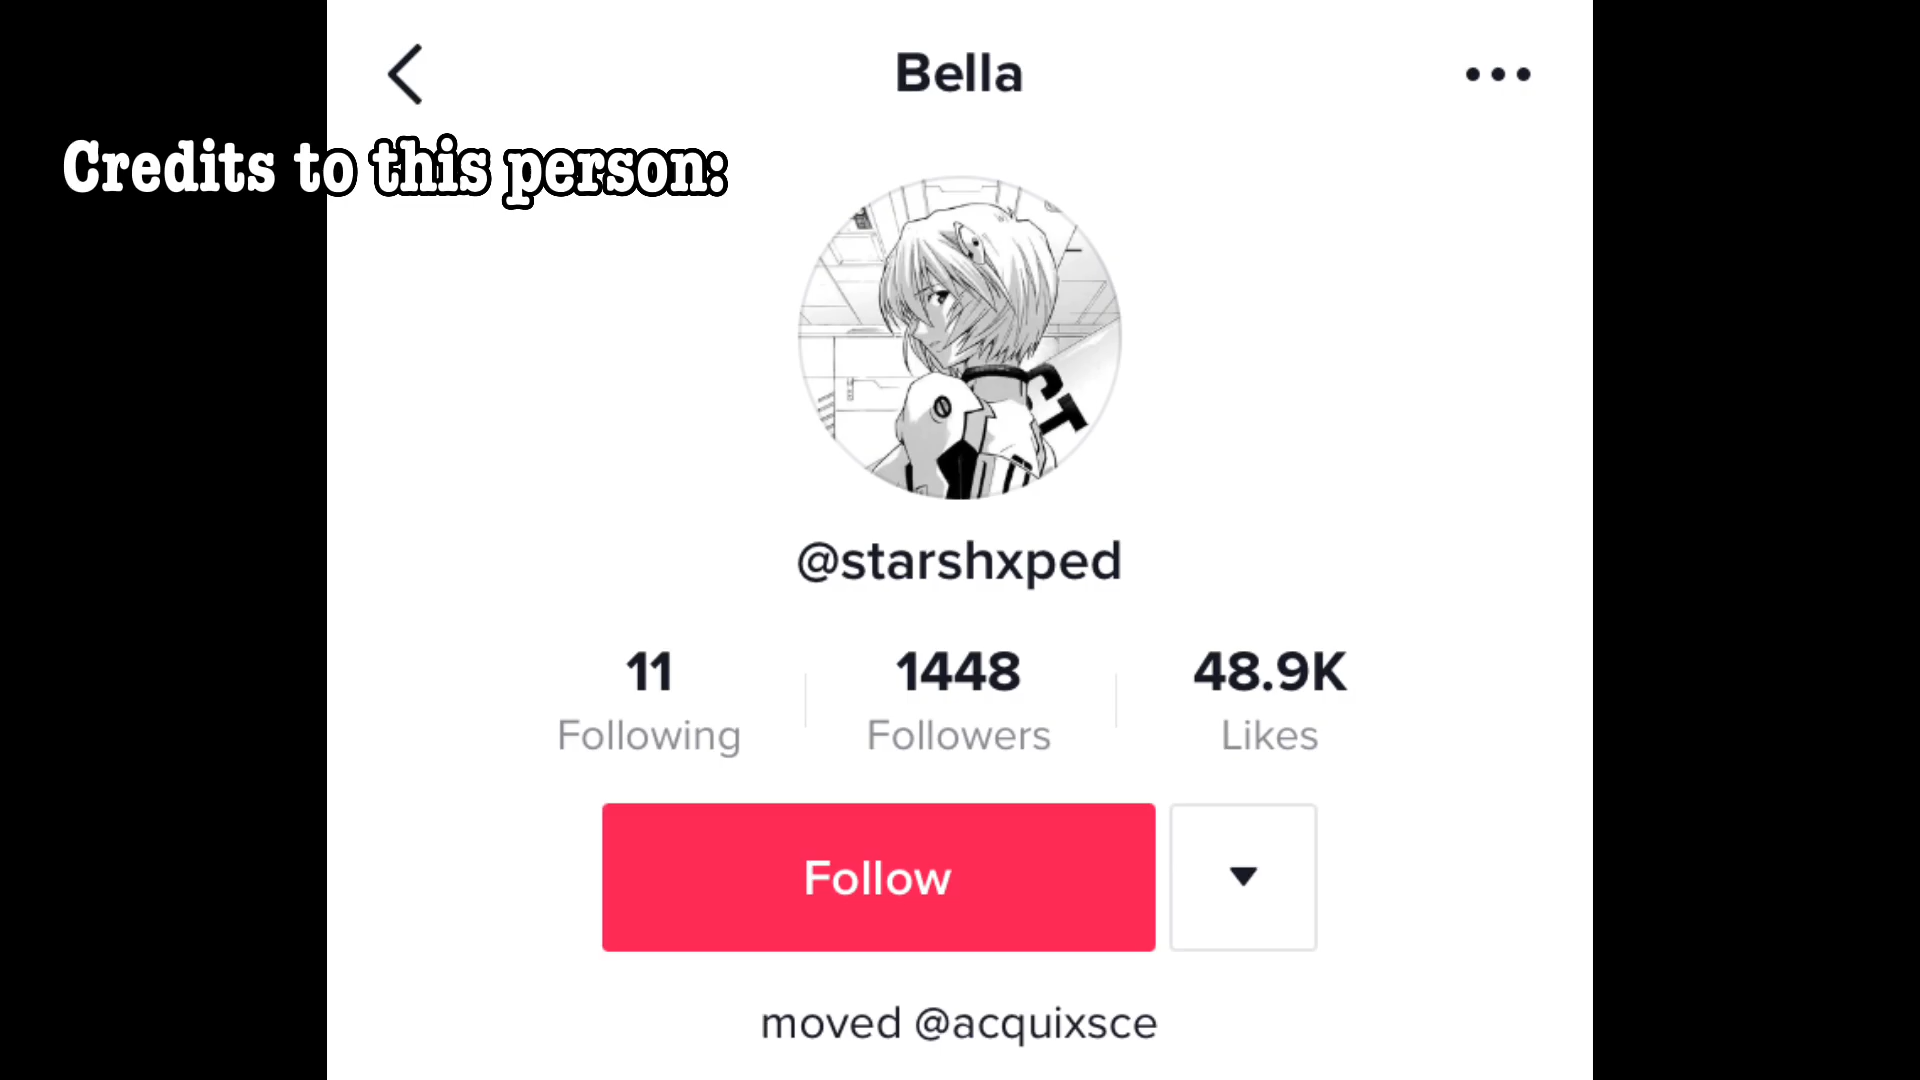 Bella
Credits to this person:
@starshxped
11 1448 48.9K
Following Followers Likes
Follow
moved @acquixsce